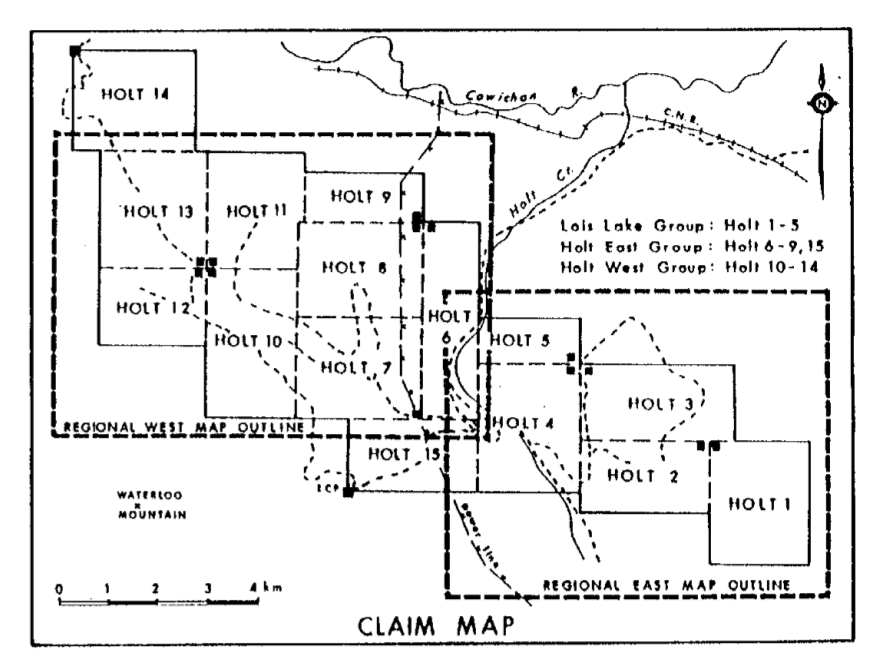 HOLT 14
Cowichan R.
C.N.R.
N
HOLT 9
Holt Cr.
HOLT 13
HOLT 11
Lois Lake Group: Holt 1-5
Holt East Group: Holt 6-9, 15
Holt West Group: Holt 10-14
HOLT 8
HOLT 12
HOLT
6
HOLT 10
HOLT 5
HOLT 7
HOLT 3
HOLT 4
REGIONAL WEST MAP OUTLINE
HOLT 15
HOLT 2
HOLT 1
WATERLOO
MOUNTAIN
Power line
REGIONAL EAST MAP OUTLINE
0 1 2 3 4 km
CLAIM MAP